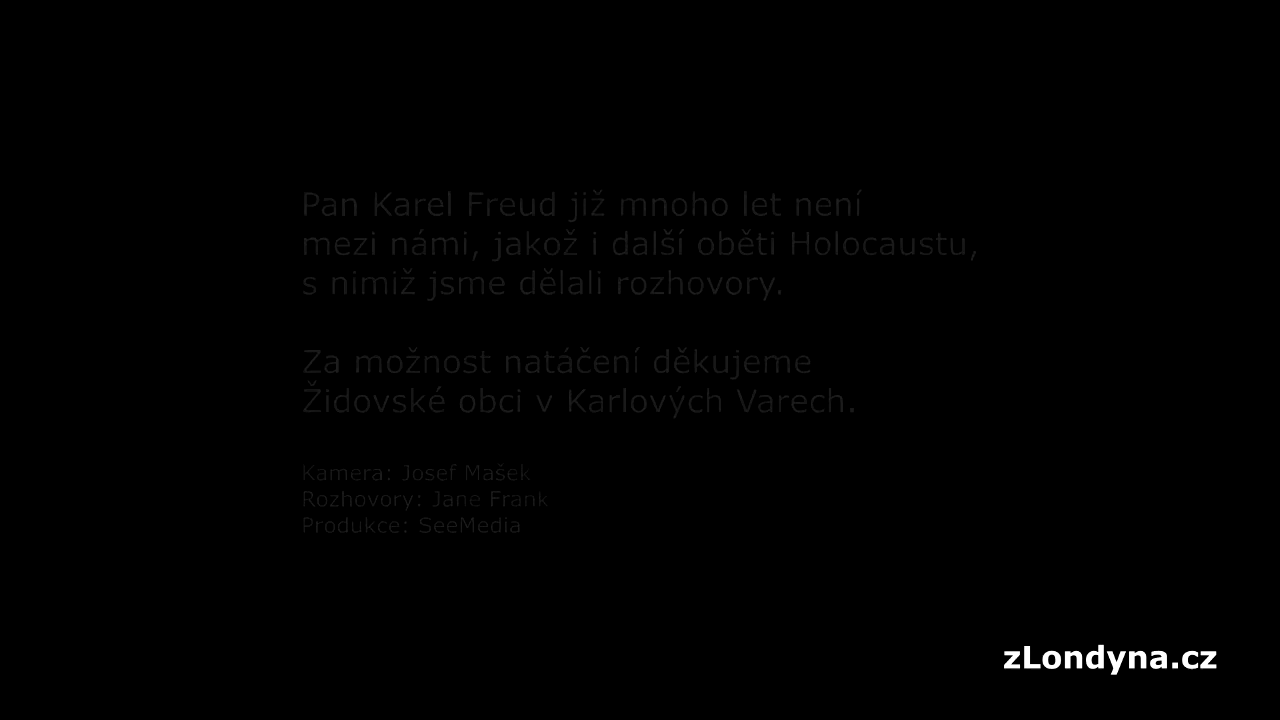 Pan Karel Freud již mnoho let není
mezi námi, jakož i další oběti Holocaustu,
s nimiž jsme dělali rozhovory.
Za možnost natáčení děkujeme
Židovské obci v Karlových Varech.
Kamera: Josef Mašek
Rozhovory: Jane Frank
Produkce: SeeMedia
zLondyna.cz